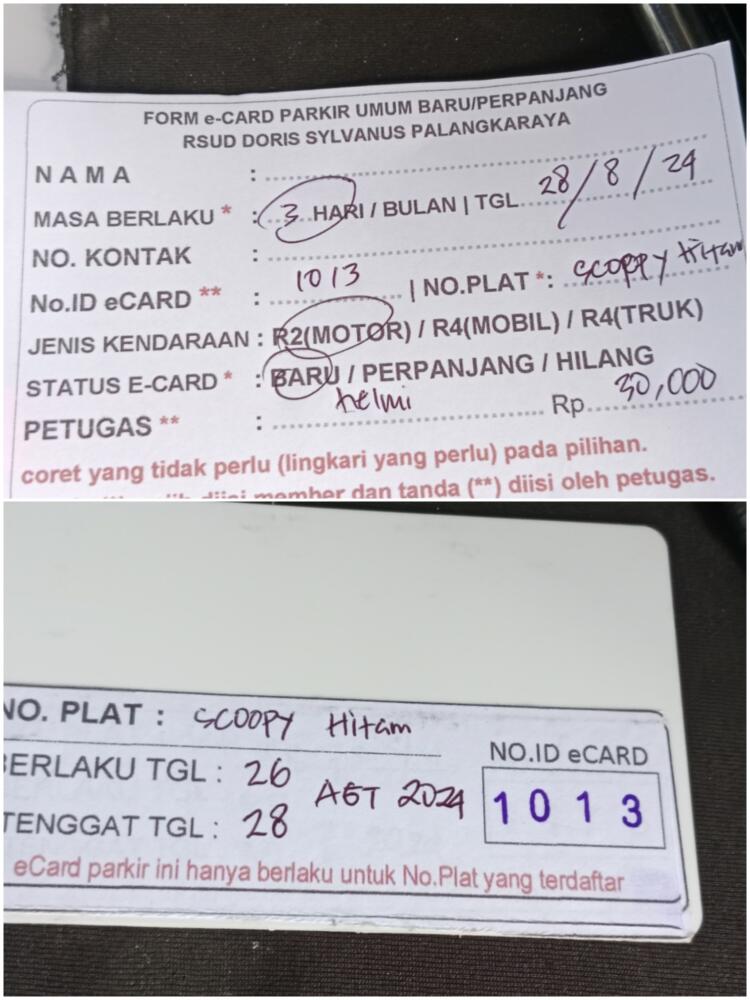 FORM e-CARD PARKIR UMUM BARU/PERPANJANG
RSUD DORIS SYLVANUS PALANGKARAYA
NAMA :
MASA BERLAKU * : 3 HARI / BULAN | TGL 28/8/24
NO. KONTAK :
No.ID eCARD ** : 1013 | NO.PLAT *: SCOPPY HiTam
JENIS KENDARAAN : R2(MOTOR) / R4(MOBIL) / R4(TRUK)
STATUS E-CARD * : BARU / PERPANJANG / HILANG
PETUGAS ** : helmi Rp. 30,000
coret yang tidak perlu (lingkari yang perlu) pada pilihan.
member dan tanda (**) diisi oleh petugas.
NO. PLAT : SCOOPY HiTam
BERLAKU TGL : 26
AGT 2024
TENGGAT TGL : 28
NO.ID eCARD
1013
eCard parkir ini hanya berlaku untuk No.Plat yang terdaftar